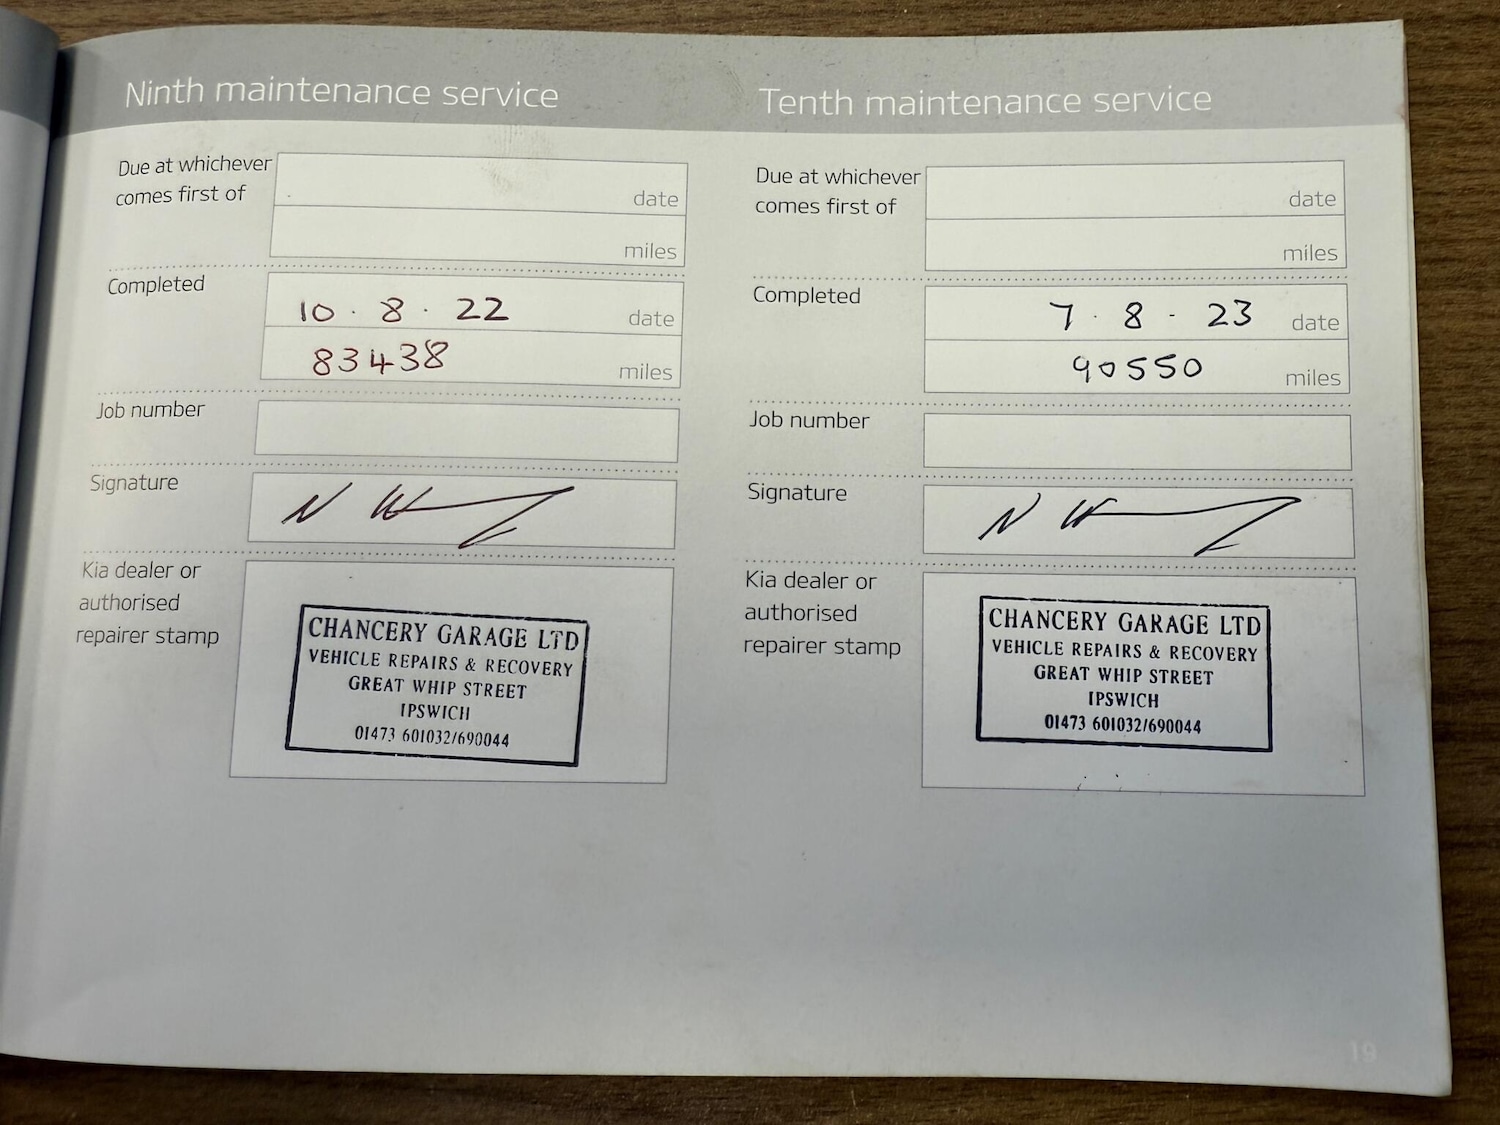 Ninth maintenance service
Due at whichever
comes first of
date
miles
Completed
10 . 8 . 22 date
83438 miles
Job number
Signature
Kia dealer or
authorised
repairer stamp
CHANCERY GARAGE LTD
VEHICLE REPAIRS & RECOVERY
GREAT WHIP STREET
IPSWICH
01473 601032/690044
Tenth maintenance service
Due at whichever
comes first of
date
miles
Completed
7 . 8 - 23 date
90550 miles
Job number
Signature
Kia dealer or
authorised
repairer stamp
CHANCERY GARAGE LTD
VEHICLE REPAIRS & RECOVERY
GREAT WHIP STREET
IPSWICH
01473 601032/690044
19